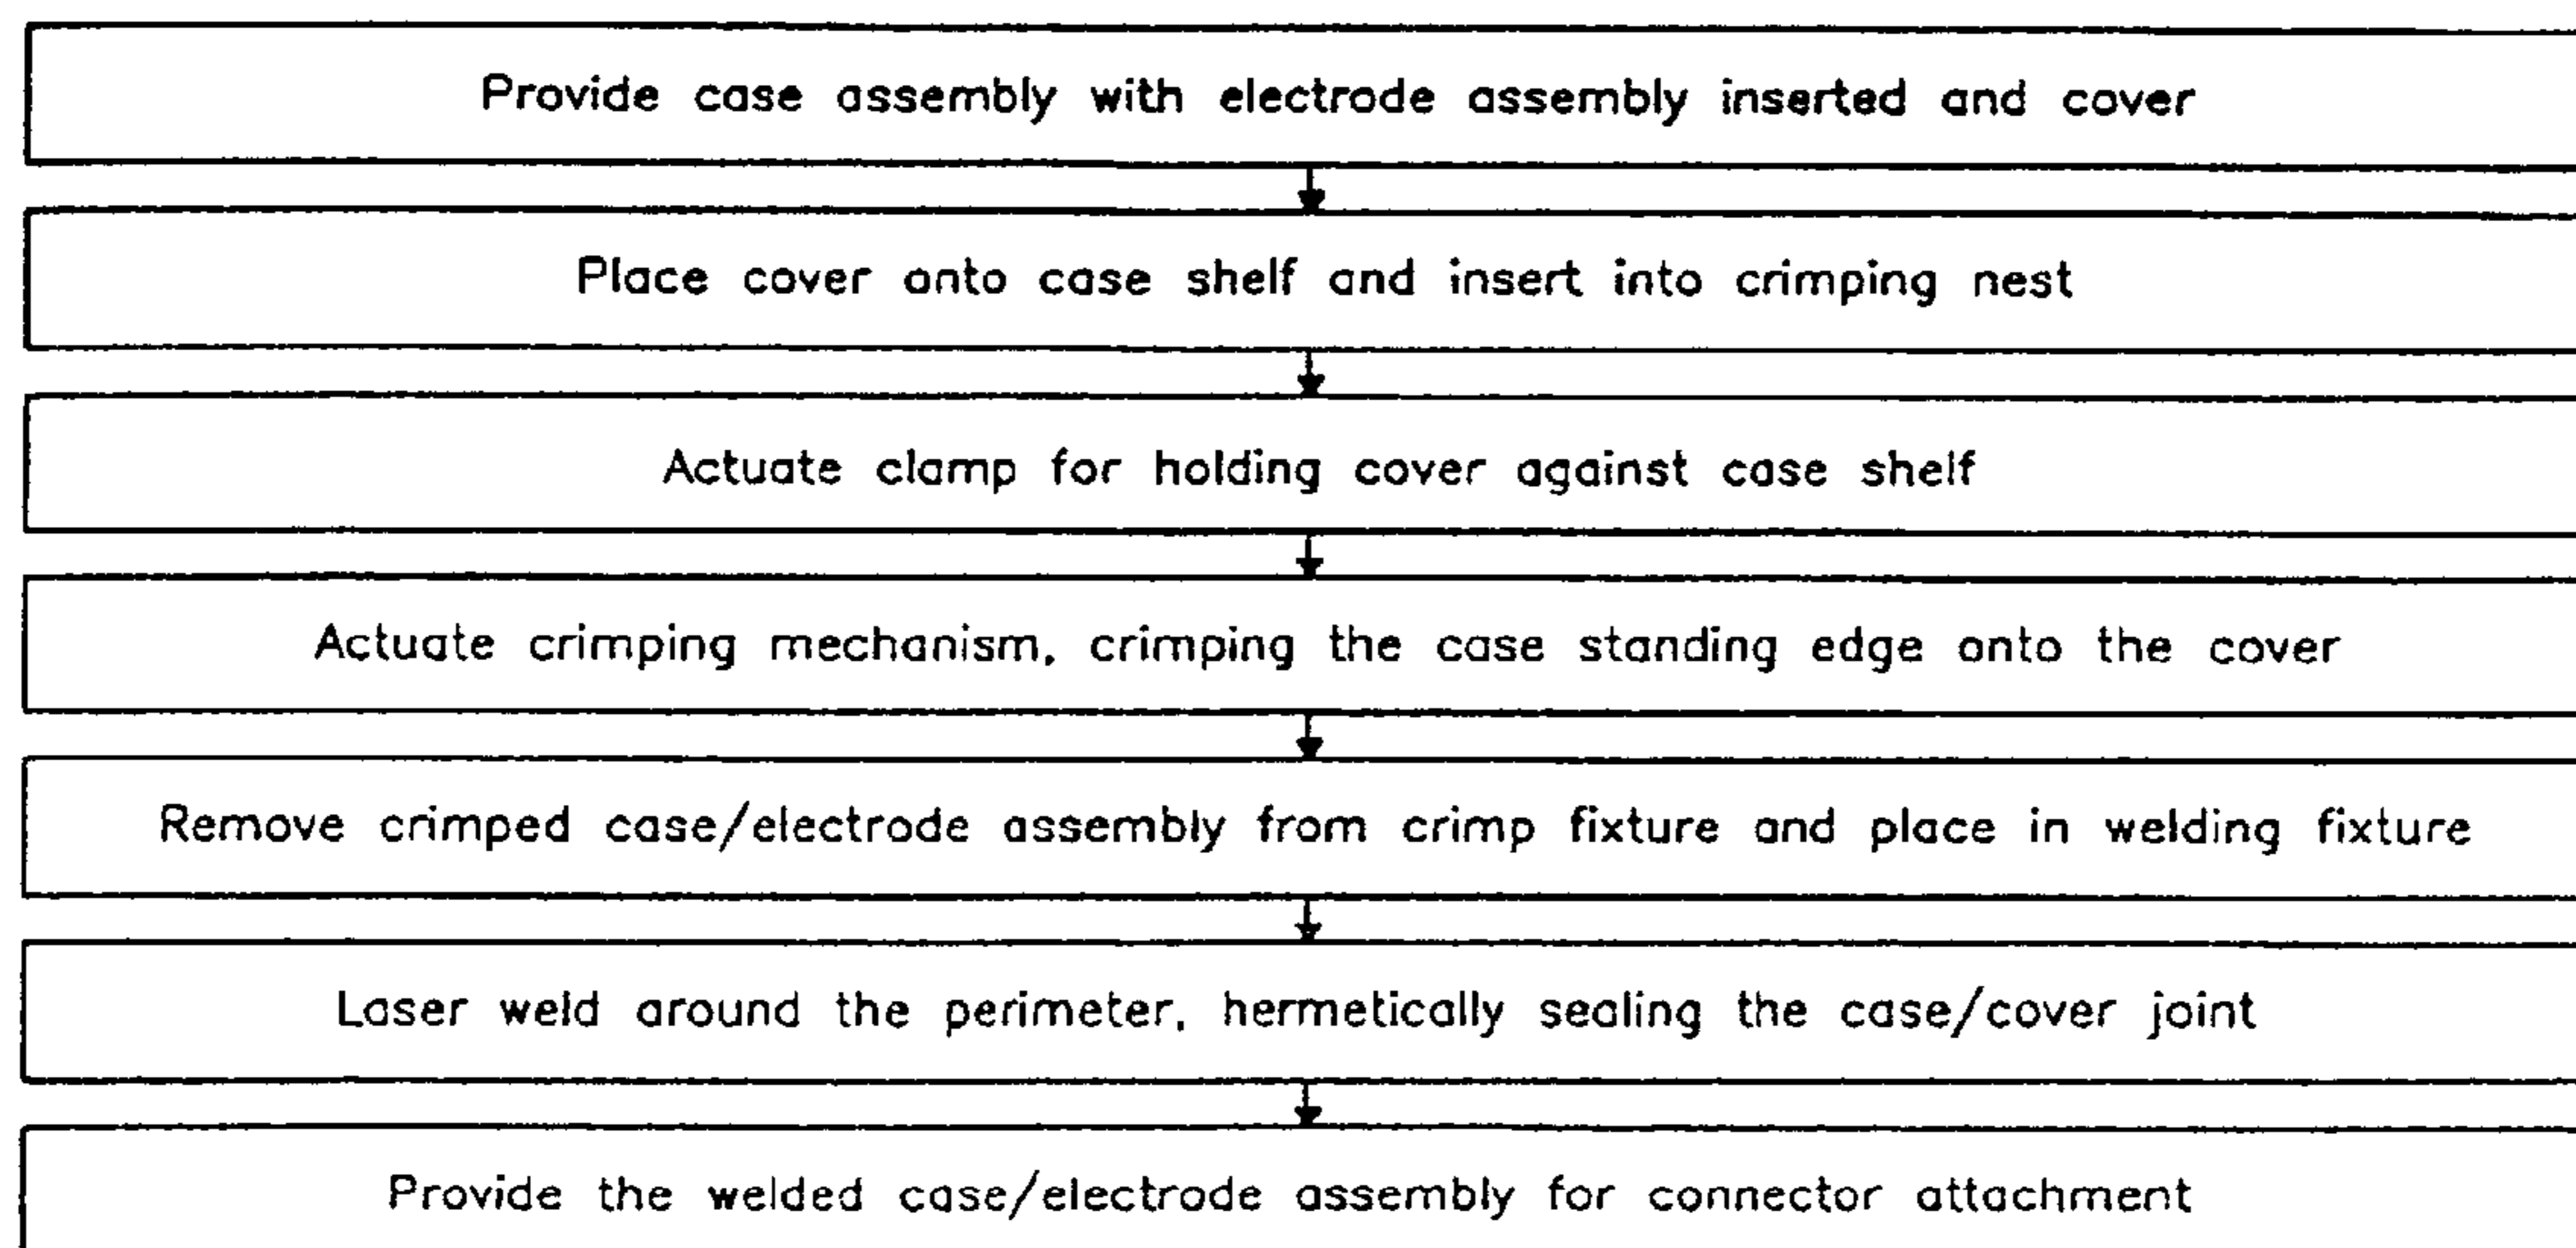 Provide case assembly with electrode assembly inserted and cover
Place cover onto case shelf and insert into crimping nest
Actuate clamp for holding cover against case shelf
Actuate crimping mechanism, crimping the case standing edge onto the cover
Remove crimped case/electrode assembly from crimp fixture and place in welding fixture
Laser weld around the perimeter, hermetically sealing the case/cover joint
Provide the welded case/electrode assembly for connector attachment